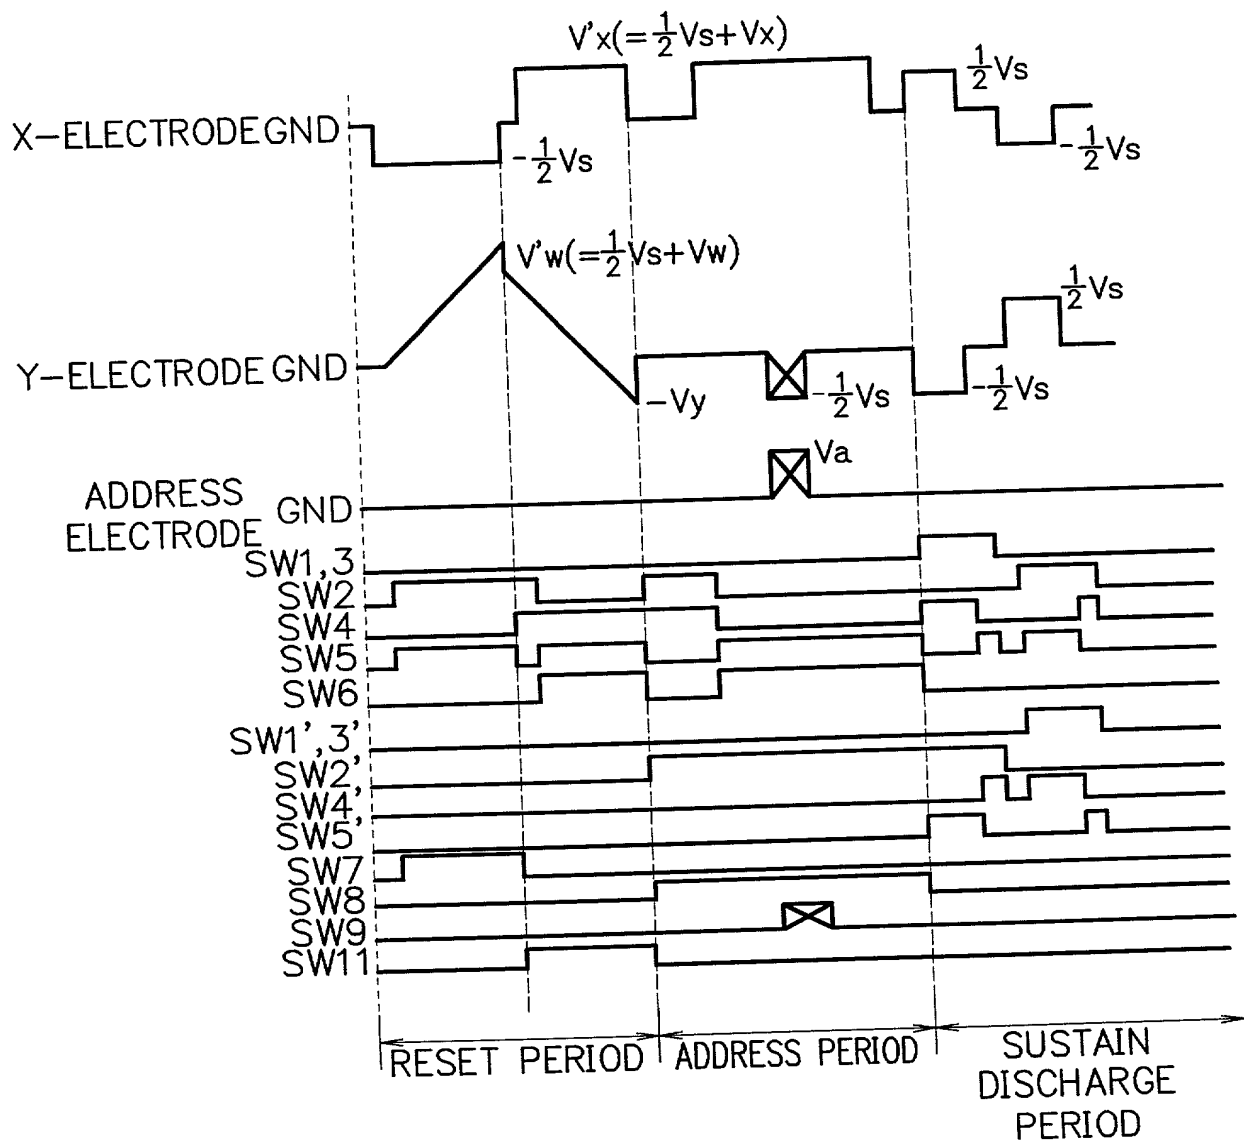 V'x(=1/2Vs+Vx)
1/2Vs
X-ELECTRODE GND
-1/2Vs
-1/2Vs
V'w(=1/2Vs+Vw)
1/2Vs
Y-ELECTRODE GND
-Vy
-1/2Vs
-1/2Vs
Va
ADDRESS
ELECTRODE
GND
SW1,3
SW2
SW4
SW5
SW6
SW1',3'
SW2'
SW4'
SW5'
SW7
SW8
SW9
SW11
RESET PERIOD
ADDRESS PERIOD
SUSTAIN
DISCHARGE
PERIOD